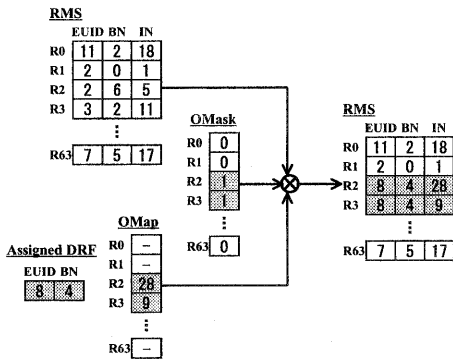 RMS
EUID BN IN
R0 11 2 18
R1 2 0 1
R2 2 6 5
R3 3 2 11
⋮
R63 7 5 17
OMask
R0 0
R1 0
R2 1
R3 1
⋮
R63 0
OMap
R0 –
R1 –
R2 28
R3 9
⋮
R63 –
Assigned DRF
EUID BN
8 4
RMS
EUID BN IN
R0 11 2 18
R1 2 0 1
R2 8 4 28
R3 8 4 9
⋮
R63 7 5 17